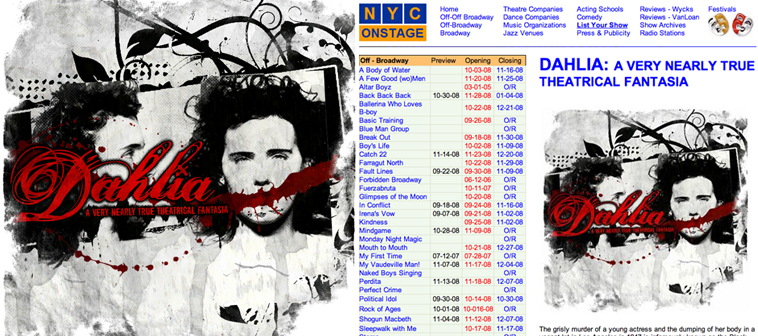 Dahlia
A VERY NEARLY TRUE THEATRICAL FANTASIA
NYC
ONSTAGE
Home Theatre Companies Acting Schools Reviews - Wycks Festivals
Off-Off Broadway Dance Companies Comedy Reviews - VanLoan
Off-Broadway Music Organizations List Your Show Show Archives
Broadway Jazz Venues Press & Publicity Radio Stations
Off - Broadway Preview Opening Closing
A Body of Water 10-03-08 11-16-08
A Few Good (wo)Men 11-20-08 11-25-08
Altar Boyz 03-01-05 O/R
Back Back Back 10-30-08 11-28-08 01-04-08
Ballerina Who Loves
B-boy 10-22-08 12-21-08
Basic Training 09-26-08 O/R
Blue Man Group O/R
Break Out 09-18-08 11-30-08
Boy's Life 10-02-08 11-09-08
Catch 22 11-14-08 11-23-08 12-20-08
Farragut North 10-22-08 11-29-08
Fault Lines 09-22-08 09-30-08 11-09-08
Forbidden Broadway 06-12-06 O/R
Fuerzabruta 10-11-07 O/R
Glimpses of the Moon 10-20-08 O/R
In Conflict 09-18-08 09-24-08 11-16-08
Irena's Vow 09-07-08 09-21-08 11-02-08
Kindness 09-25-08 11-02-08
Mindgame 10-28-08 11-09-08 O/R
Monday Night Magic O/R
Mouth to Mouth 10-21-08 12-27-08
My First Time 07-12-07 07-28-07 O/R
My Vaudeville Man! 11-07-08 11-17-08 12-04-08
Naked Boys Singing O/R
Perdita 11-13-08 11-18-08 12-07-08
Perfect Crime O/R
Political Idol 09-30-08 10-14-08 10-30-08
Rock of Ages 10-01-08 10-016-08 O/R
Shogun Macbeth 11-04-08 11-12-08 12-07-08
Sleepwalk with Me 10-17-08 11-17-08
DAHLIA: A VERY NEARLY TRUE
THEATRICAL FANTASIA
Dahlia
A VERY NEARLY TRUE THEATRICAL FANTASIA
The grisly murder of a young actress and the dumping of her body in a